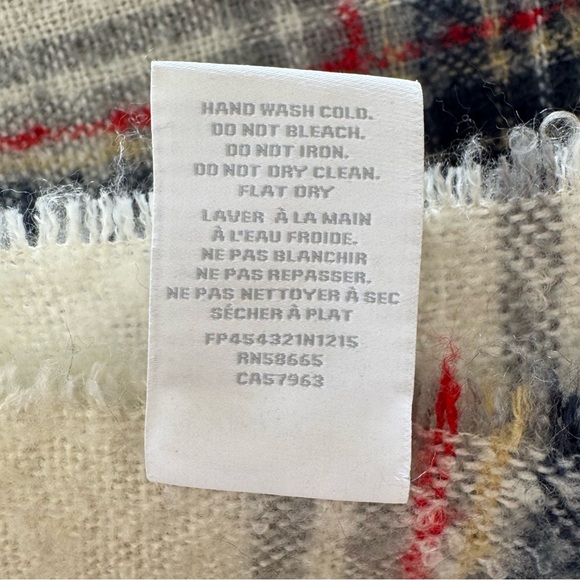 HAND WASH COLD.
DO NOT BLEACH.
DO NOT IRON.
DO NOT DRY CLEAN.
FLAT DRY
LAVER À LA MAIN
À L'EAU FROIDE.
NE PAS BLANCHIR
NE PAS REPASSER.
NE PAS NETTOYER À SEC
SÉCHER À PLAT
FP454321N1215
RN58665
CA57963